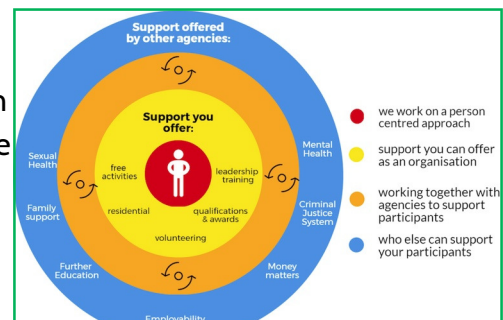 Support offered
by other agencies:
Support you
offer:
free
activities
leadership
training
residential
qualifications
& awards
volunteering
Sexual
Health
Family
support
Further
Education
Employability
Money
matters
Criminal
Justice
System
Mental
Health
we work on a person
centred approach
support you can offer
as an organisation
working together with
agencies to support
participants
who else can support
your participants